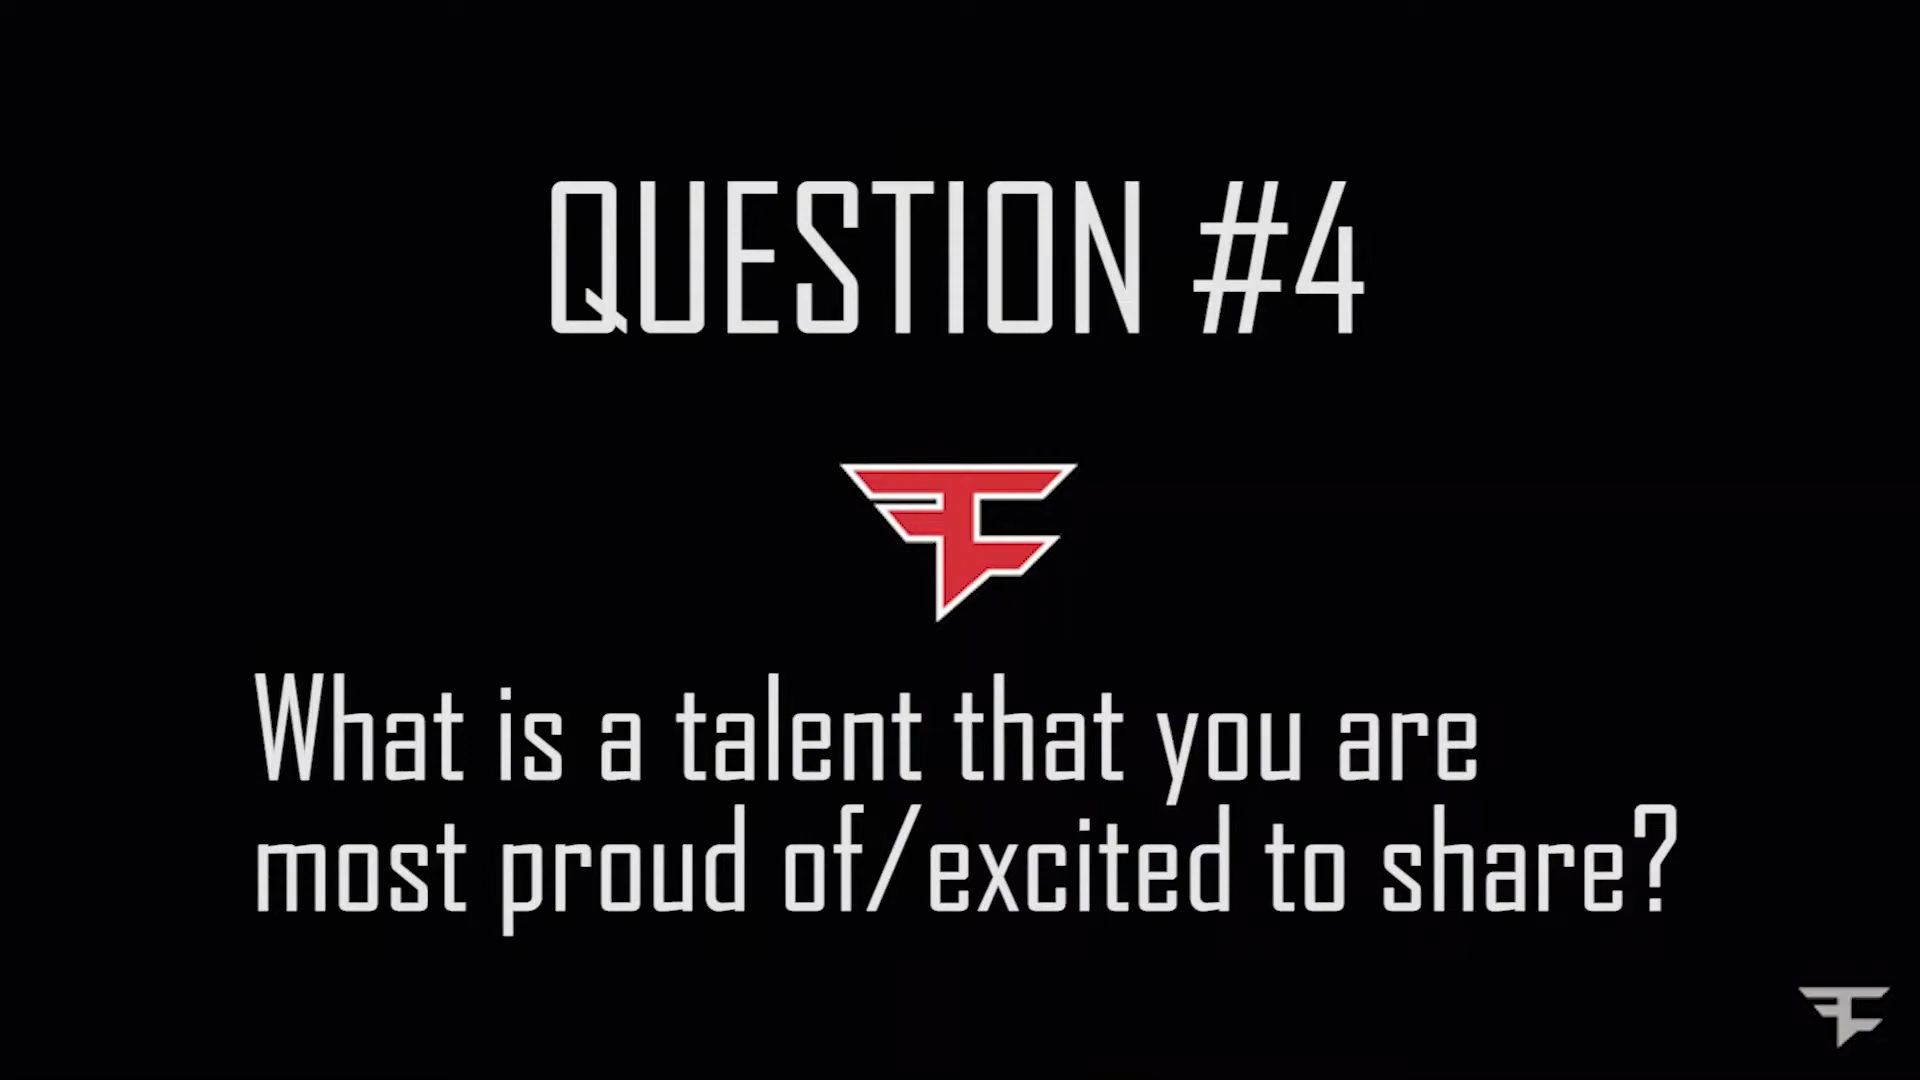 QUESTION #4
What is a talent that you are
most proud of/excited to share?